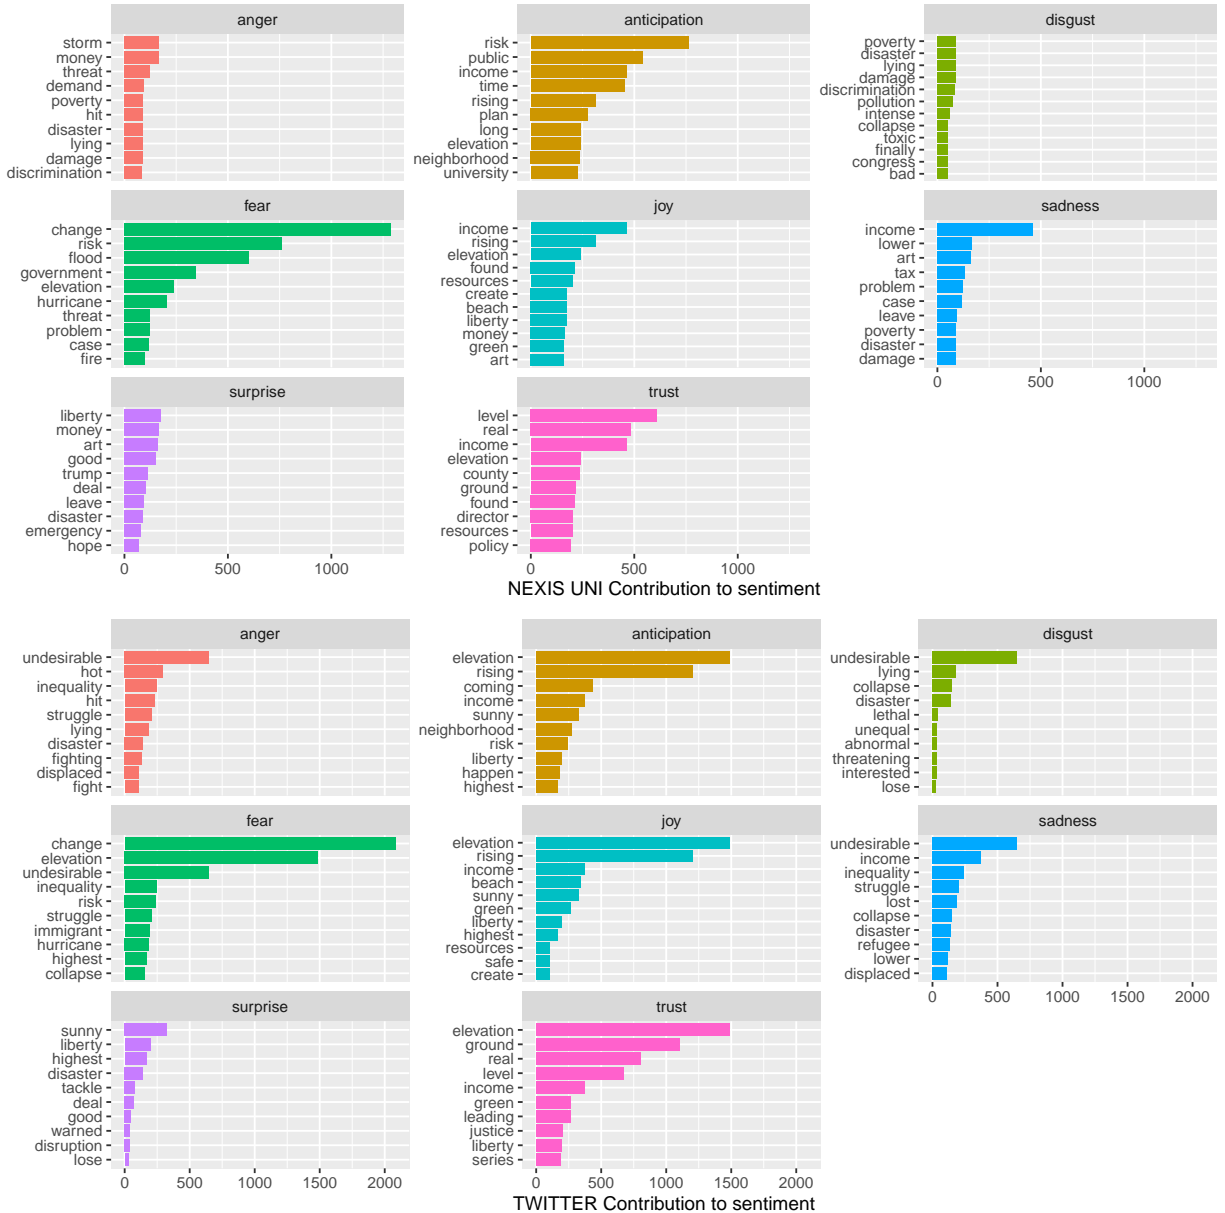 anger
storm
money
threat
demand
poverty
hit
disaster
lying
damage
discrimination
anticipation
risk
public
income
time
rising
plan
long
elevation
neighborhood
university
disgust
poverty
disaster
lying
damage
discrimination
pollution
intense
collapse
toxic
finally
congress
bad
fear
change
risk
flood
government
elevation
hurricane
threat
problem
case
fire
joy
income
rising
elevation
found
resources
create
beach
liberty
money
green
art
sadness
income
lower
art
tax
problem
case
leave
poverty
disaster
damage
0 500 1000
surprise
liberty
money
art
good
trump
deal
leave
disaster
emergency
hope
0 500 1000
trust
level
real
income
elevation
county
ground
found
director
resources
policy
0 500 1000
NEXIS UNI Contribution to sentiment
anger
undesirable
hot
inequality
hit
struggle
lying
disaster
fighting
displaced
fight
anticipation
elevation
rising
coming
income
sunny
neighborhood
risk
liberty
happen
highest
disgust
undesirable
lying
collapse
disaster
lethal
unequal
abnormal
threatening
interested
lose
fear
change
elevation
undesirable
inequality
risk
struggle
immigrant
hurricane
highest
collapse
joy
elevation
rising
income
beach
sunny
green
liberty
highest
resources
safe
create
sadness
undesirable
income
inequality
struggle
lost
collapse
disaster
refugee
lower
displaced
0 500 1000 1500 2000
surprise
sunny
liberty
highest
disaster
tackle
deal
good
warned
disruption
lose
0 500 1000 1500 2000
trust
elevation
ground
real
level
income
green
leading
justice
liberty
series
0 500 1000 1500 2000
TWITTER Contribution to sentiment